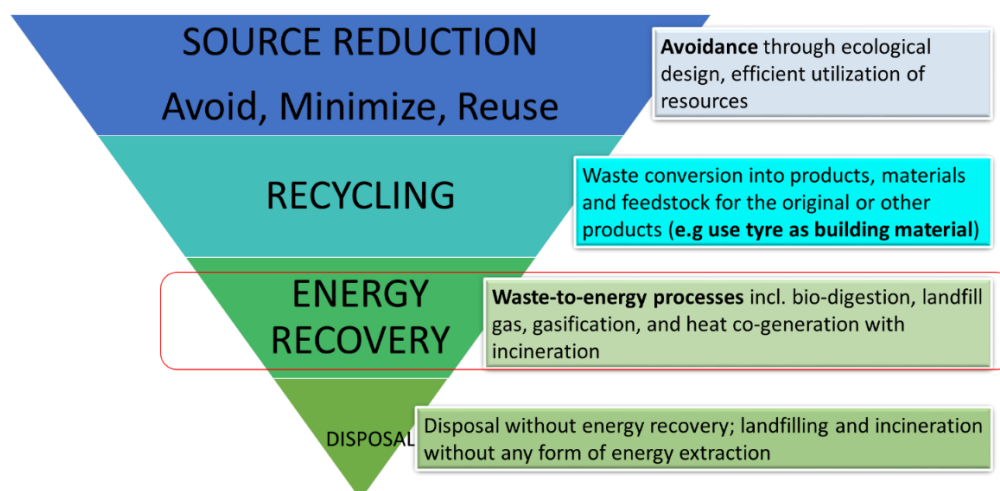 SOURCE REDUCTION
Avoid, Minimize, Reuse
Avoidance through ecological
design, efficient utilization of
resources
RECYCLING
Waste conversion into products, materials
and feedstock for the original or other
products (e.g use tyre as building material)
ENERGY
RECOVERY
Waste-to-energy processes incl. bio-digestion, landfill
gas, gasification, and heat co-generation with
incineration
DISPOSAL
Disposal without energy recovery; landfilling and incineration
without any form of energy extraction